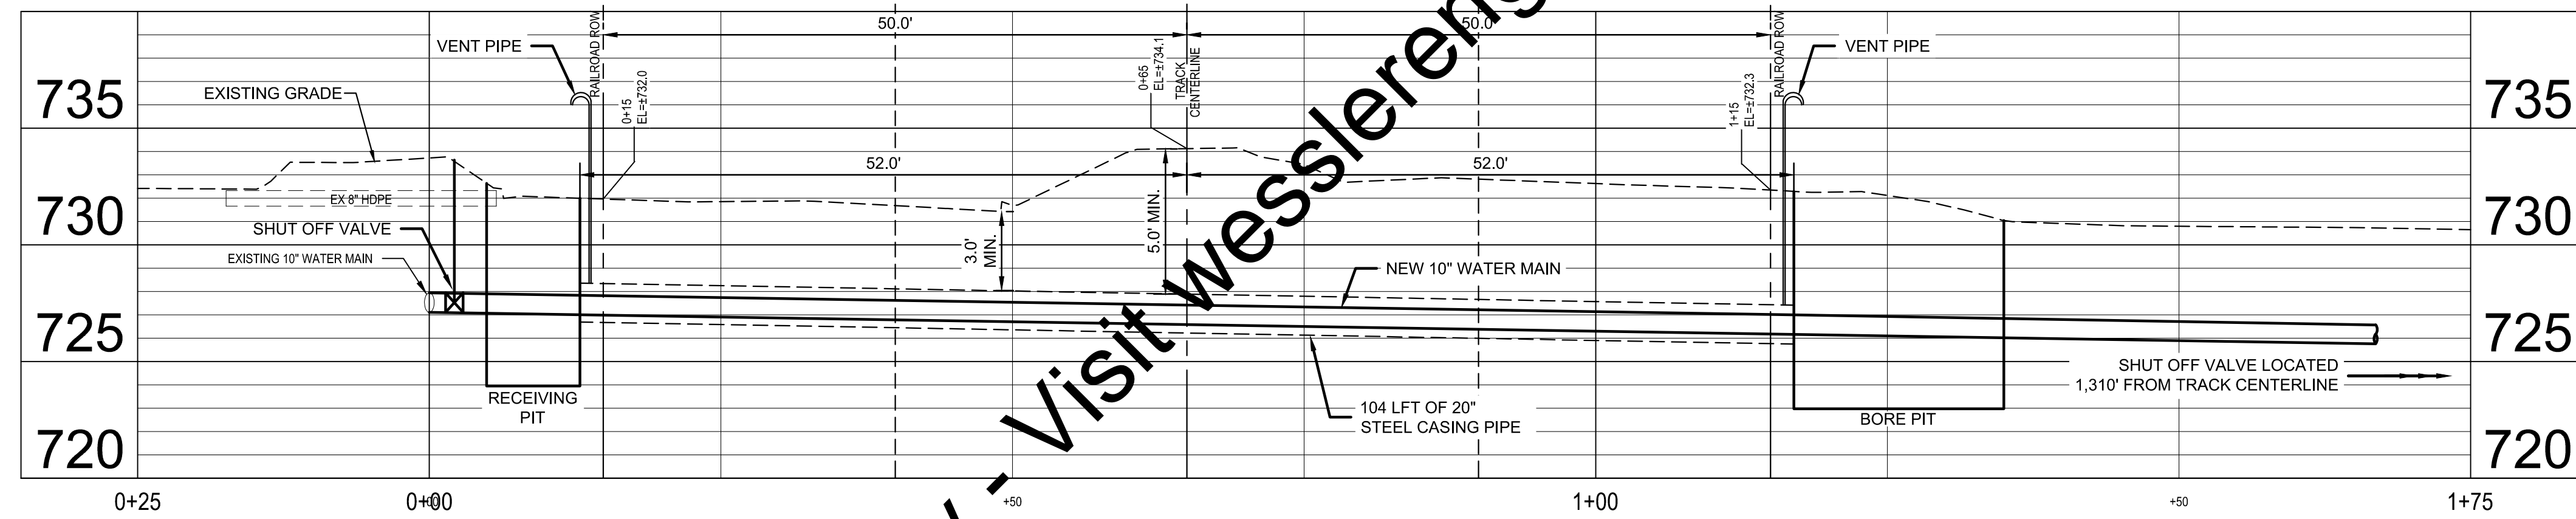 50.0'
50.0'
VENT PIPE
RAILROAD ROW
0+65
EL=±734.1
TRACK
CENTERLINE
RAILROAD ROW
VENT PIPE
735
EXISTING GRADE
0+15
EL=±732.0
1+15
EL=±732.3
735
52.0'
52.0'
EX 8" HDPE
730
SHUT OFF VALVE
EXISTING 10" WATER MAIN
3.0'
MIN.
5.0' MIN.
NEW 10" WATER MAIN
730
725
725
RECEIVING
PIT
104 LFT OF 20"
STEEL CASING PIPE
BORE PIT
SHUT OFF VALVE LOCATED
1,310' FROM TRACK CENTERLINE
720
720
0+25
0+00
+50
1+00
+50
1+75
- Visit wesslereng